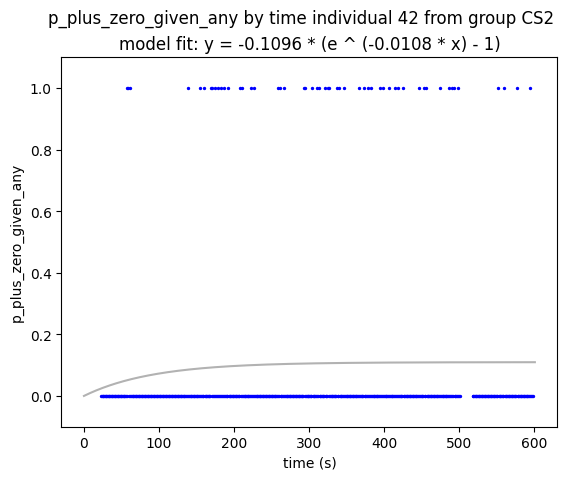 p_plus_zero_given_any by time individual 42 from group CS2
model fit: y = -0.1096 * (e ^ (-0.0108 * x) - 1)
1.0
0.8
0.6
0.4
0.2
0.0
p_plus_zero_given_any
0 100 200 300 400 500 600
time (s)